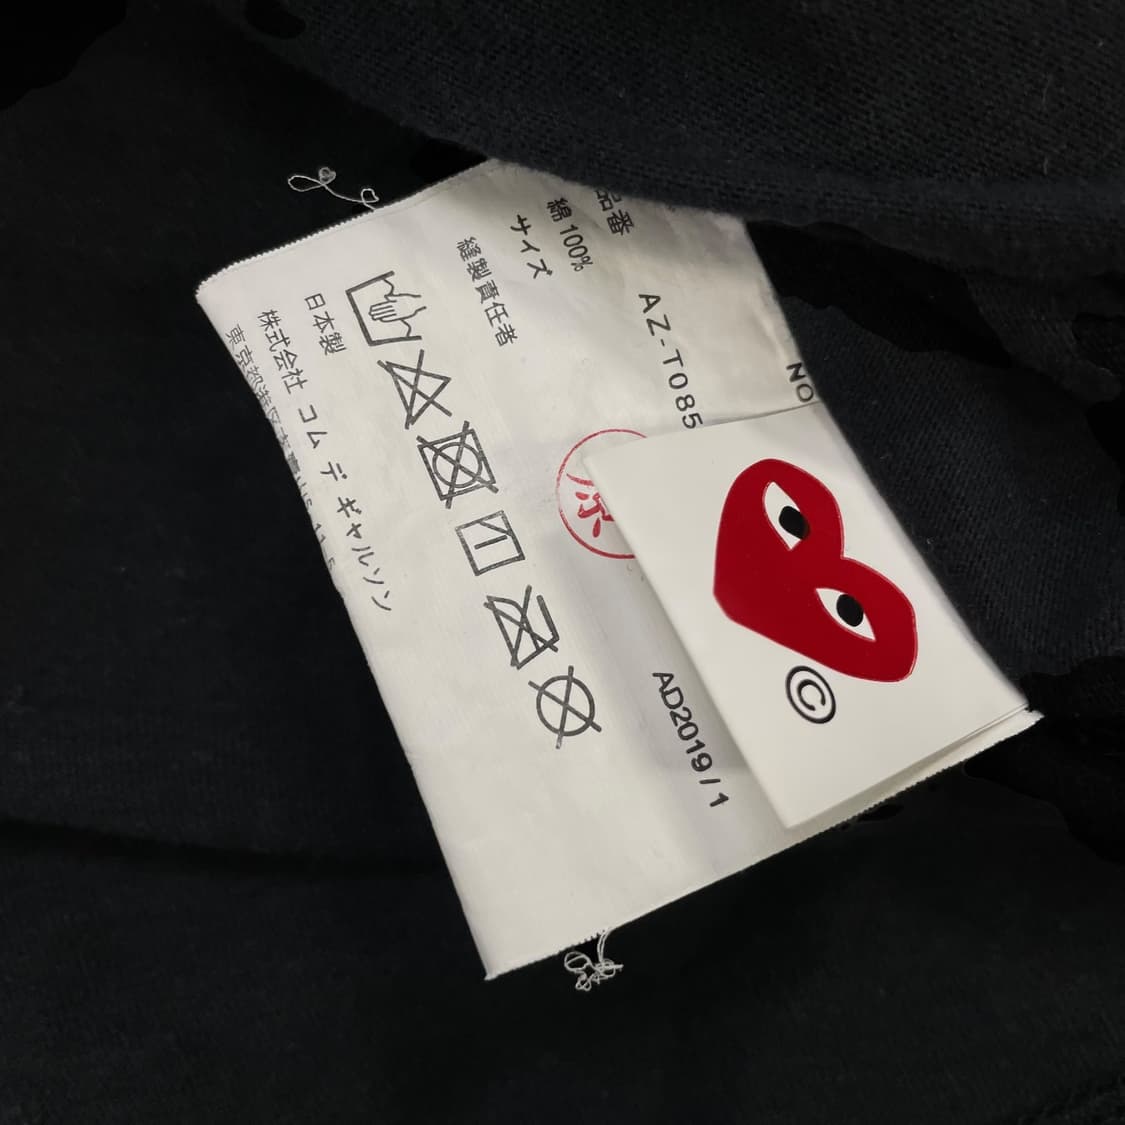 NO
品番
AZ-T085
綿 100%
サイズ
縫製責任者
AD2019/1
日本製
株式会社 コム デ ギャルソン
©